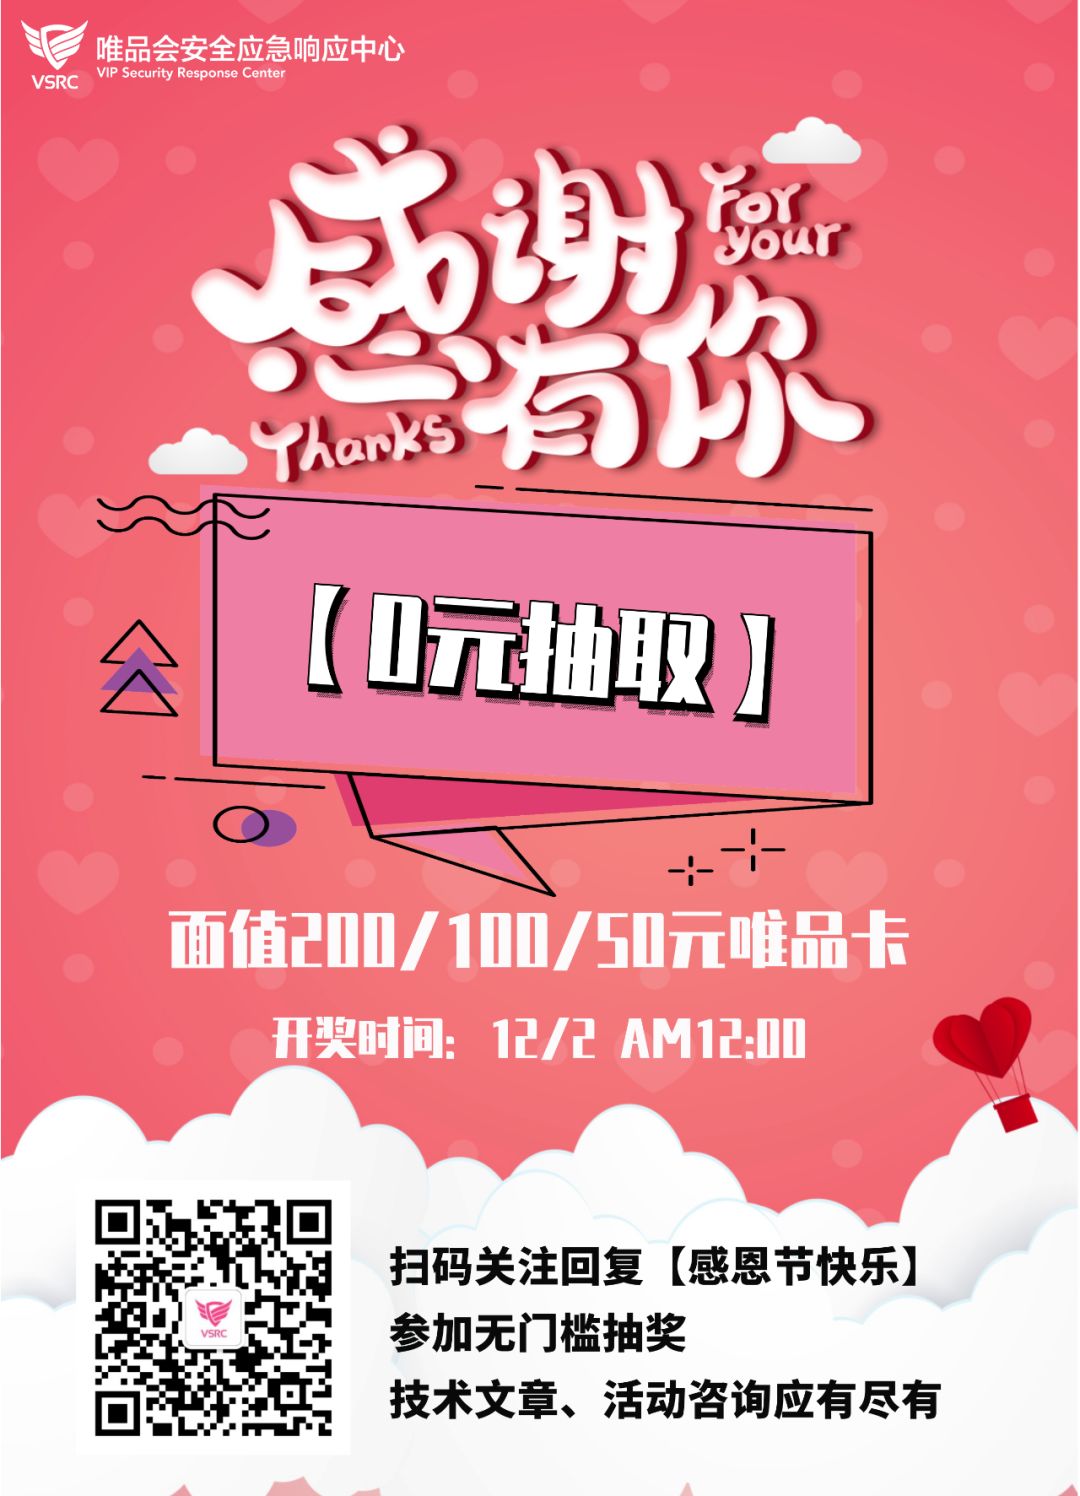 唯品会安全应急响应中心
VIP Security Response Center
VSRC
感谢
For
your
有你
Thanks
【0元抽取】
面值200/100/50元唯品卡
开奖时间：12/2 AM12:00
扫码关注回复【感恩节快乐】
参加无门槛抽奖
技术文章、活动咨询应有尽有
VSRC